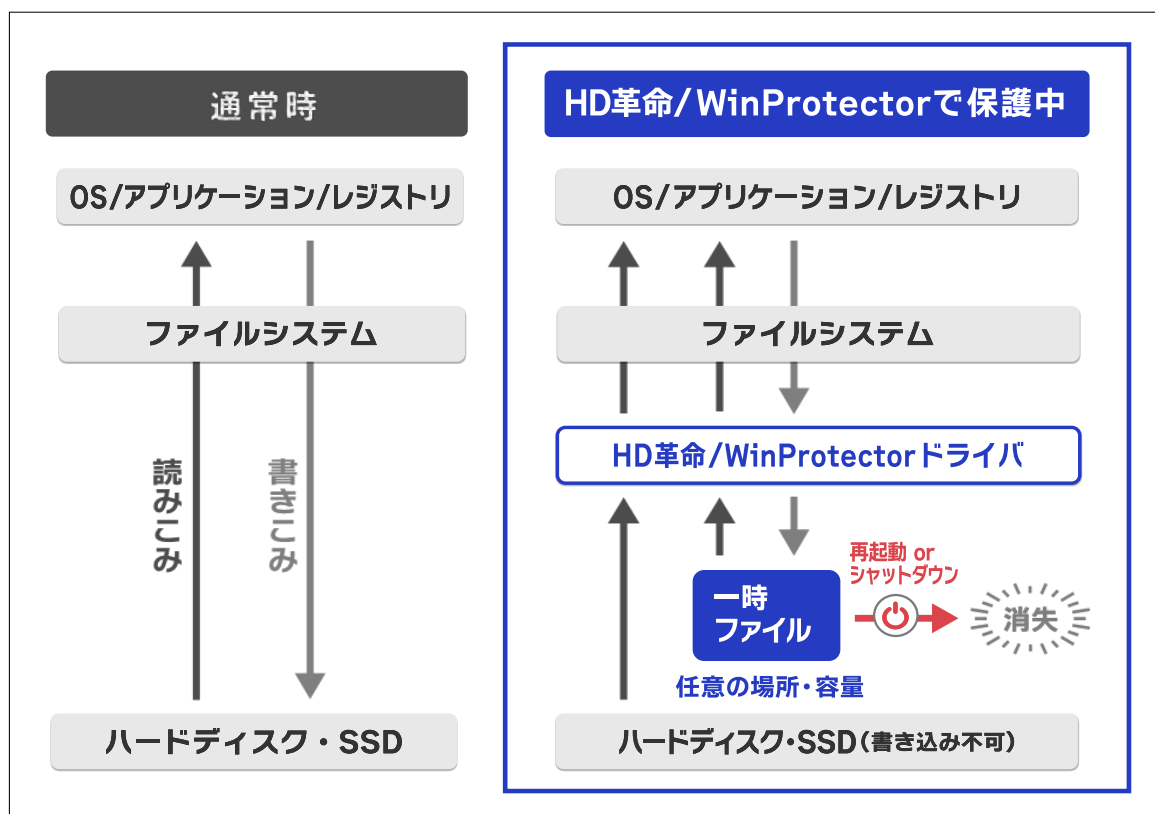 通常時
OS/アプリケーション/レジストリ
ファイルシステム
読みこみ
書きこみ
ハードディスク・SSD
HD革命/WinProtectorで保護中
OS/アプリケーション/レジストリ
ファイルシステム
HD革命/WinProtectorドライバ
一時
ファイル
再起動 or
シャットダウン
消失
任意の場所・容量
ハードディスク・SSD(書き込み不可)